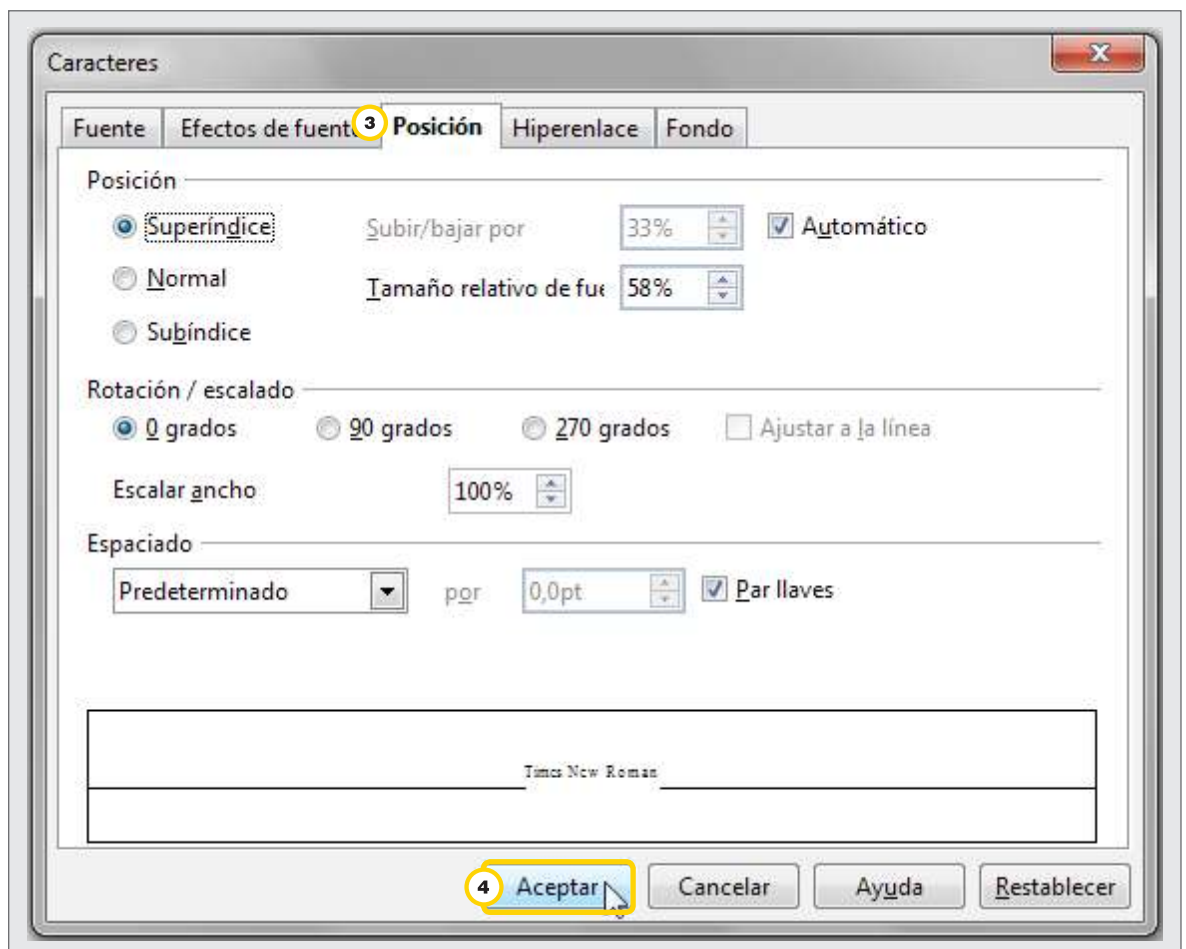 Caracteres
Fuente Efectos de fuent 3 Posición Hiperenlace Fondo
Posición
Superíndice Subir/bajar por 33% Automático
Normal Tamaño relativo de fue 58%
Subíndice
Rotación / escalado
0 grados 90 grados 270 grados Ajustar a la línea
Escalar ancho 100%
Espaciado
Predeterminado por 0,0pt Par llaves
Times New Roman
4 Aceptar Cancelar Ayuda Restablecer